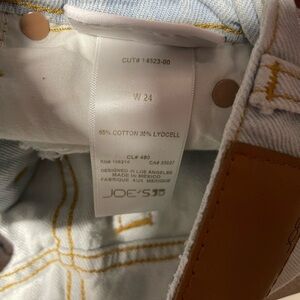 CUT# 14323-00
W 24
65% COTTON 35% LYOCELL
CL# 480
DESIGNED IN LOS ANGELES
MADE IN MEXICO
FABRIQUE AUX MEXIQUE
JOE'S